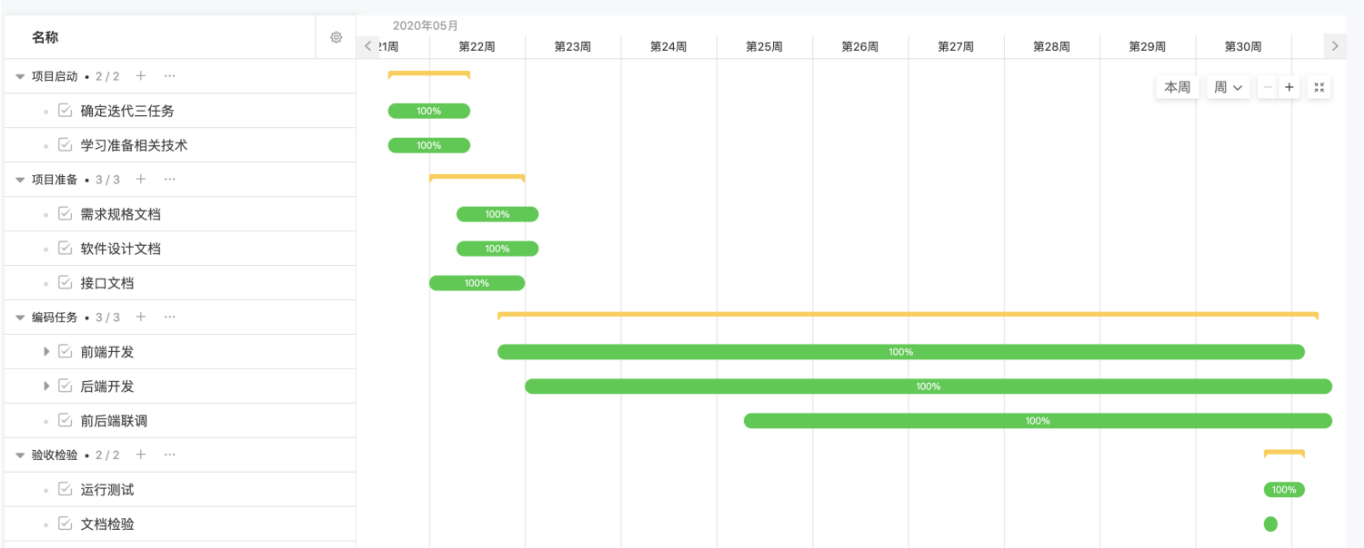 名称
2020年05月
21周 第22周 第23周 第24周 第25周 第26周 第27周 第28周 第29周 第30周
项目启动 • 2 / 2 + ···
本周 周 − +
确定迭代三任务 100%
学习准备相关技术 100%
项目准备 • 3 / 3 + ···
需求规格文档 100%
软件设计文档 100%
接口文档 100%
编码任务 • 3 / 3 + ···
前端开发 100%
后端开发 100%
前后端联调 100%
验收检验 • 2 / 2 + ···
运行测试 100%
文档检验